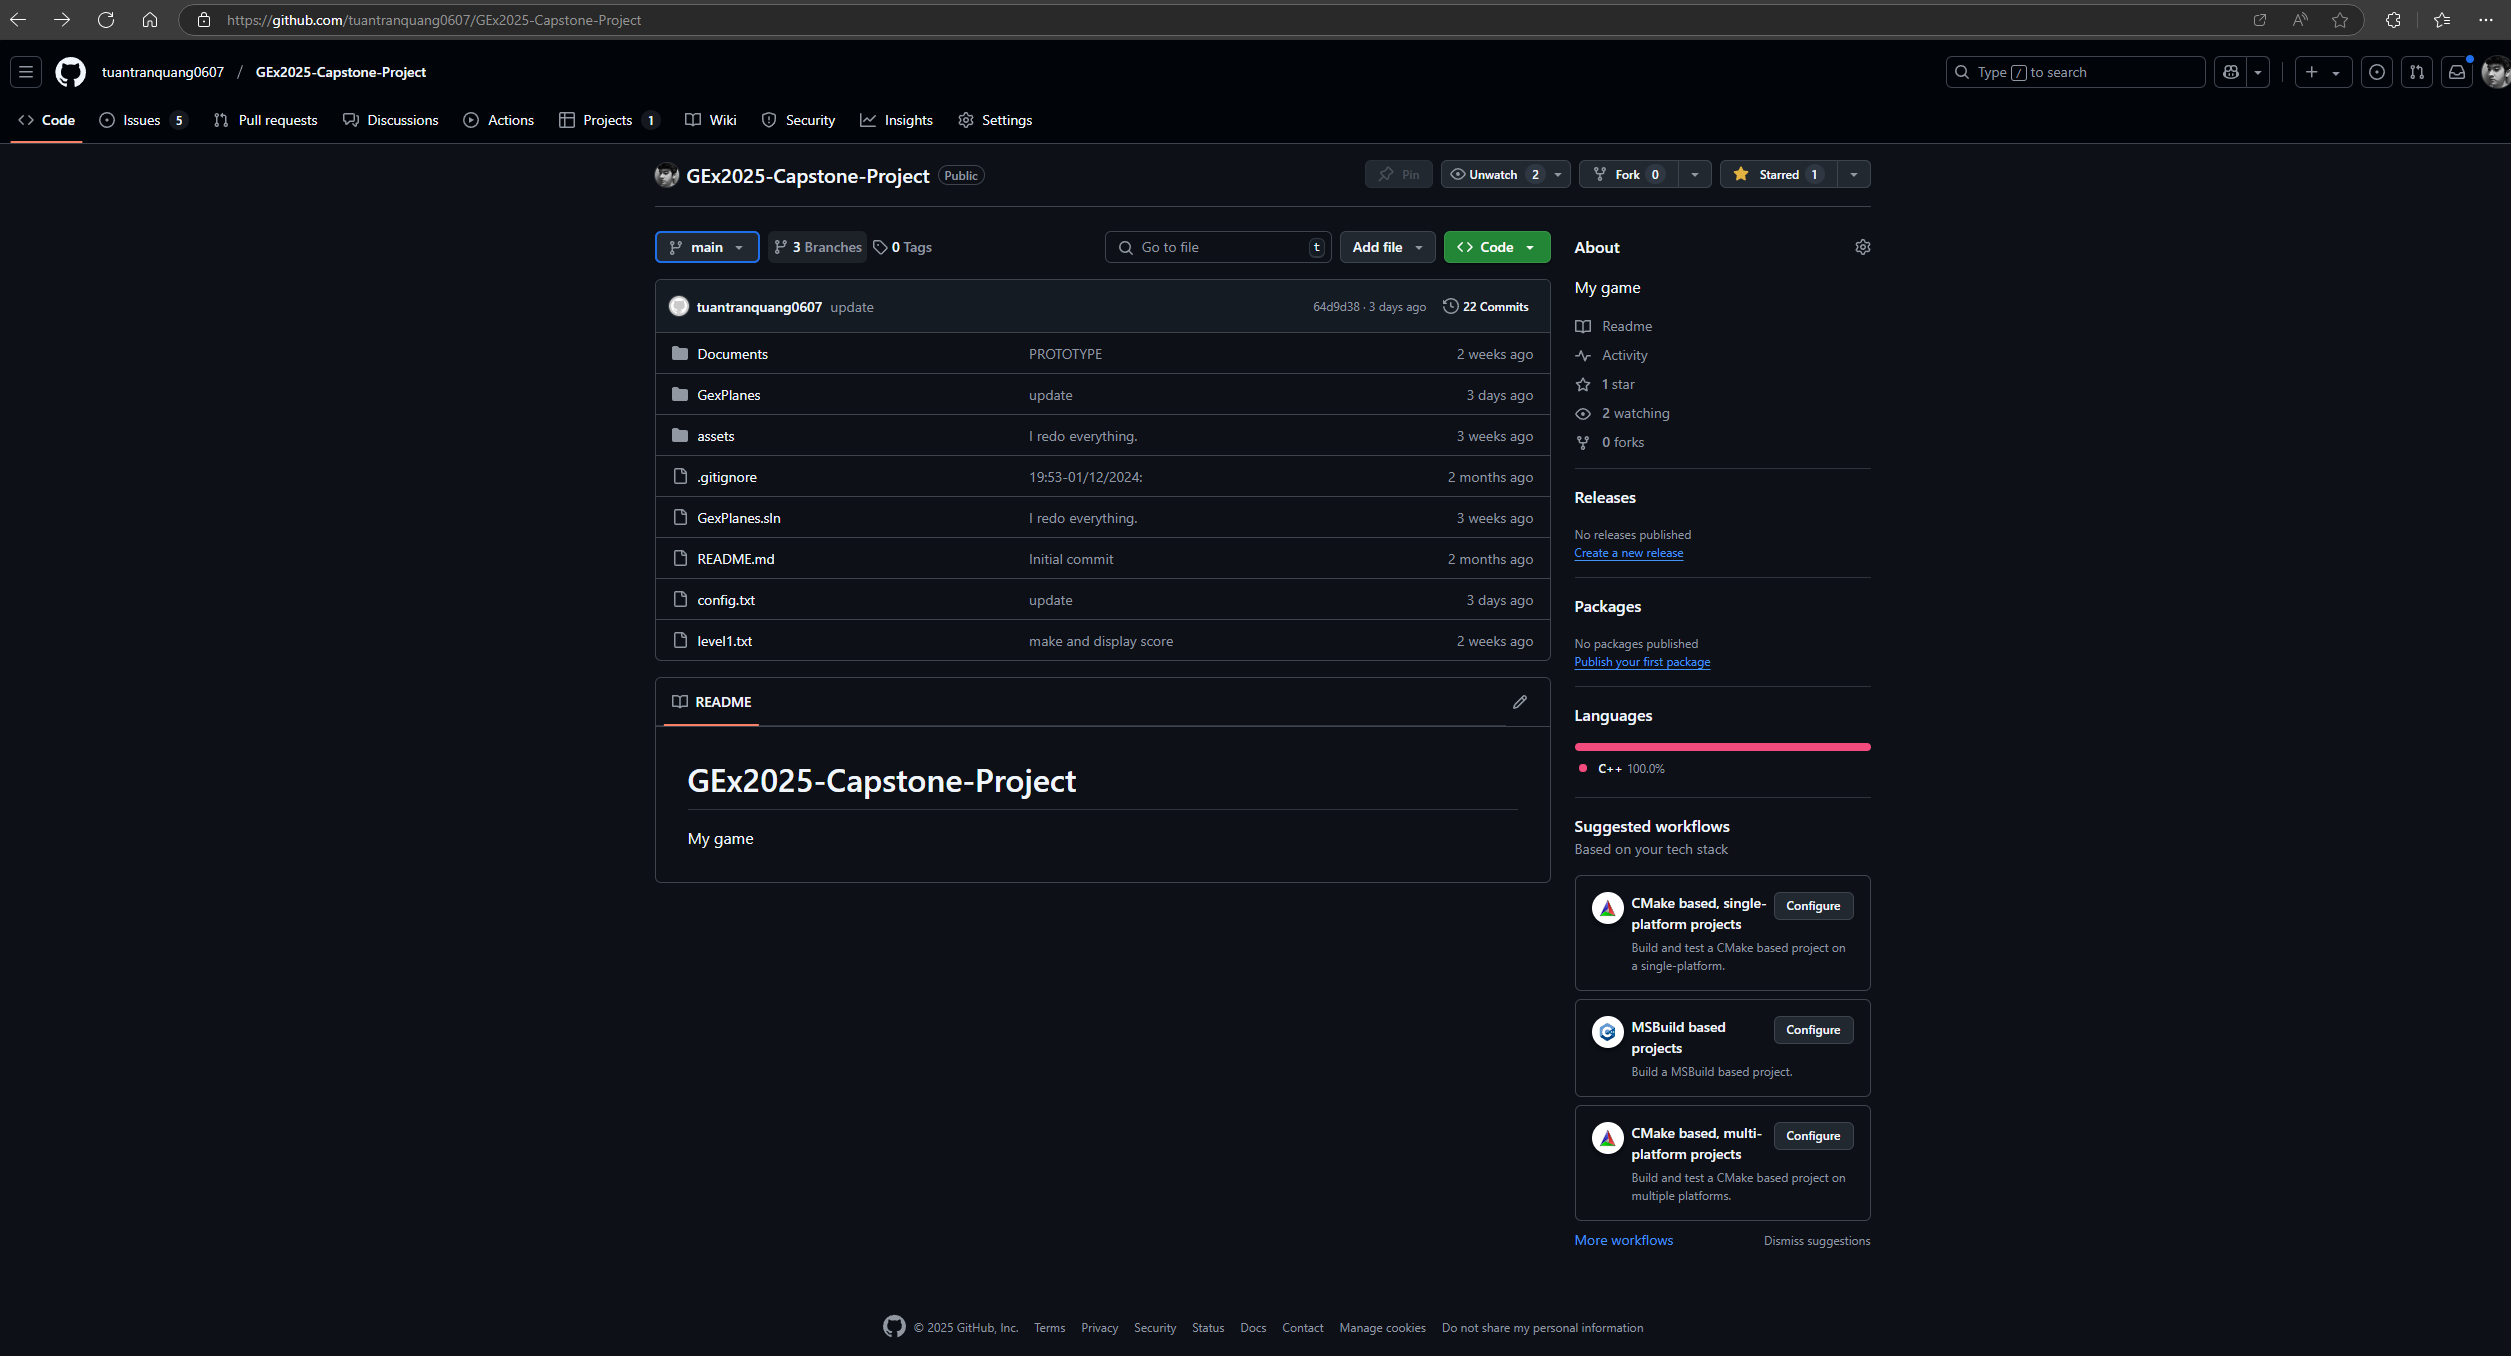 https://github.com/tuantranquang0607/GEx2025-Capstone-Project
tuantranquang0607 / GEx2025-Capstone-Project
Type / to search
Code Issues 5 Pull requests Discussions Actions Projects 1 Wiki Security Insights Settings
GEx2025-Capstone-Project Public
Pin Unwatch 2 Fork 0 Starred 1
main 3 Branches 0 Tags Go to file t Add file Code
tuantranquang0607 update 64d9d38 · 3 days ago 22 Commits
Documents PROTOTYPE 2 weeks ago
GexPlanes update 3 days ago
assets I redo everything. 3 weeks ago
.gitignore 19:53-01/12/2024: 2 months ago
GexPlanes.sln I redo everything. 3 weeks ago
README.md Initial commit 2 months ago
config.txt update 3 days ago
level1.txt make and display score 2 weeks ago
README
GEx2025-Capstone-Project
My game
About
My game
Readme
Activity
1 star
2 watching
0 forks
Releases
No releases published
Create a new release
Packages
No packages published
Publish your first package
Languages
C++ 100.0%
Suggested workflows
Based on your tech stack
CMake based, single-
platform projects
Configure
Build and test a CMake based project on
a single-platform.
MSBuild based
projects
Configure
Build a MSBuild based project.
CMake based, multi-
platform projects
Configure
Build and test a CMake based project on
multiple platforms.
More workflows Dismiss suggestions
© 2025 GitHub, Inc. Terms Privacy Security Status Docs Contact Manage cookies Do not share my personal information